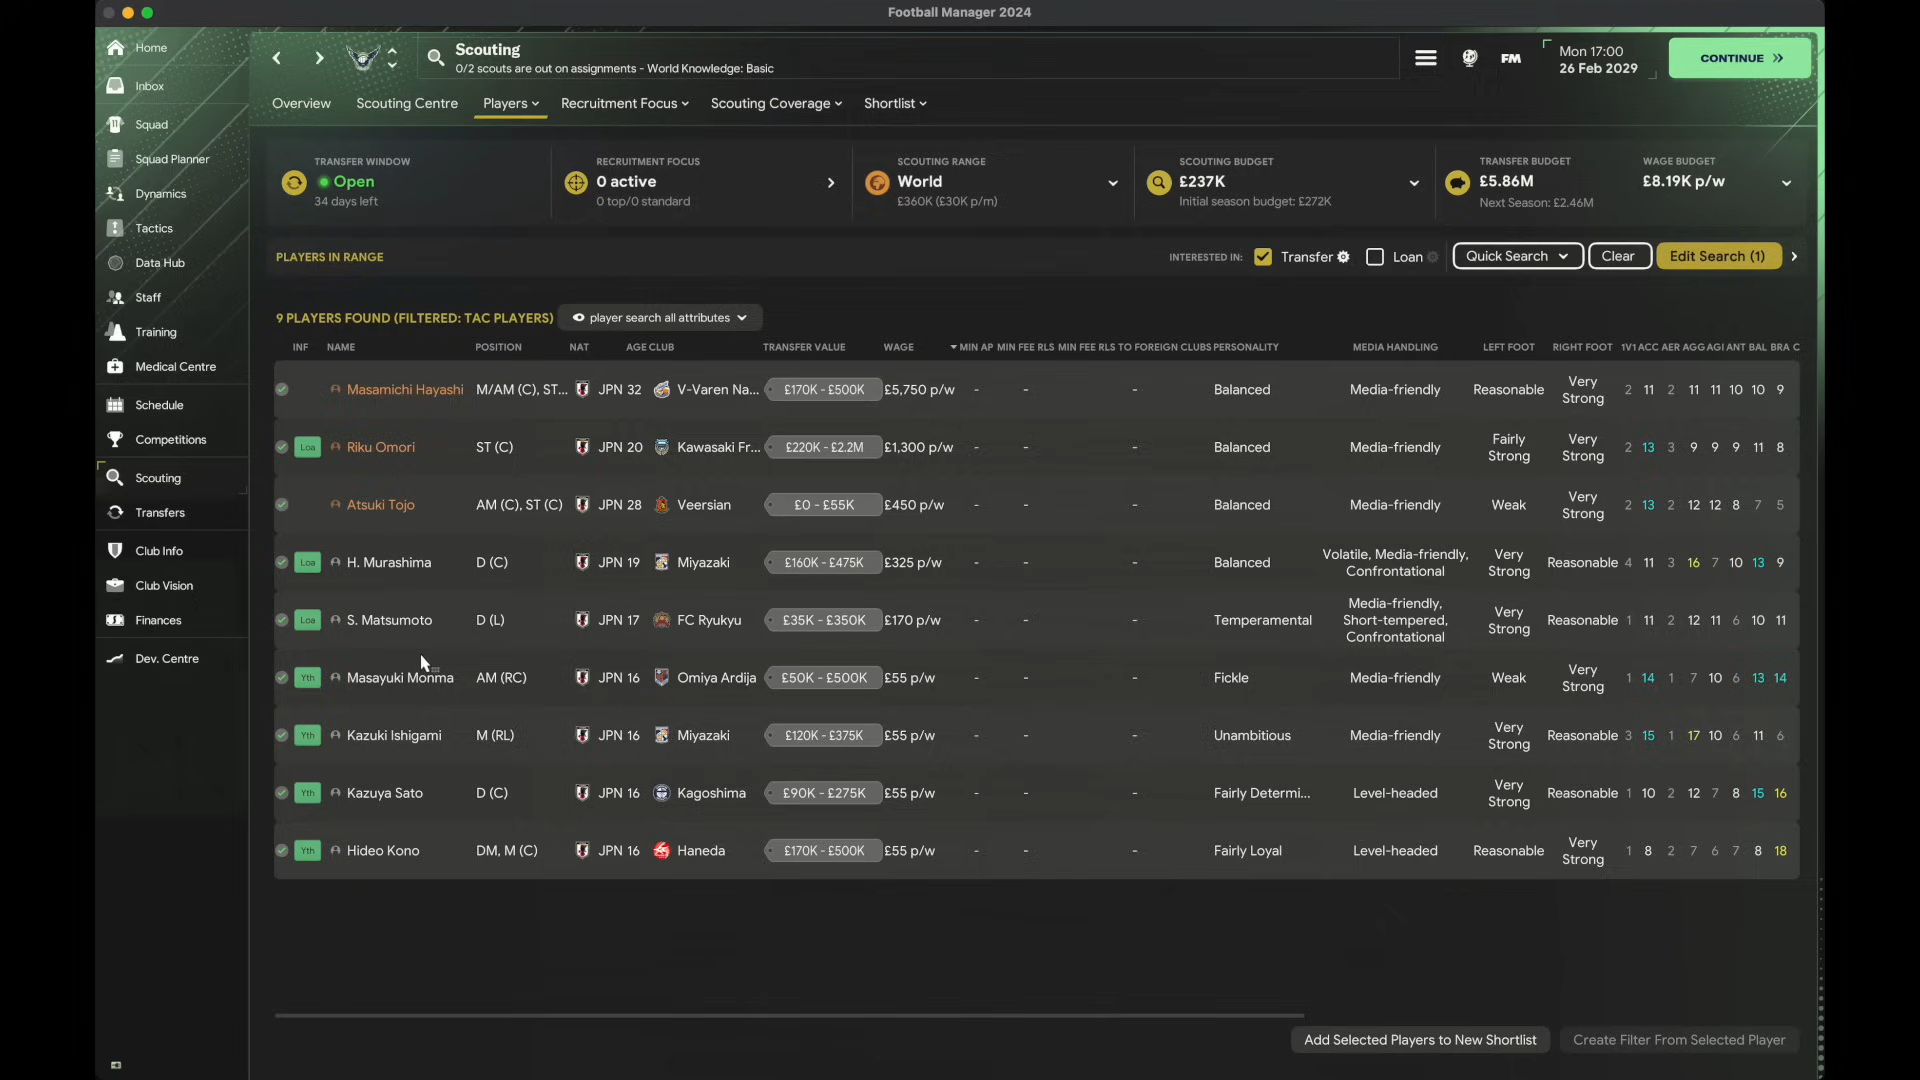 Football Manager 2024
Home
Inbox
Squad
Squad Planner
Dynamics
Tactics
Data Hub
Staff
Training
Medical Centre
Schedule
Competitions
Scouting
Transfers
Club Info
Club Vision
Finances
Dev. Centre
Scouting
0/2 scouts are out on assignments - World Knowledge: Basic
FM
Mon 17:00
26 Feb 2029
CONTINUE
Overview Scouting Centre Players Recruitment Focus Scouting Coverage Shortlist
TRANSFER WINDOW
Open
34 days left
RECRUITMENT FOCUS
0 active
0 top/0 standard
SCOUTING RANGE
World
£360K (£30K p/m)
SCOUTING BUDGET
£237K
Initial season budget: £272K
TRANSFER BUDGET
£5.86M
Next Season: £2.46M
WAGE BUDGET
£8.19K p/w
PLAYERS IN RANGE
INTERESTED IN: Transfer Loan Quick Search Clear Edit Search (1)
9 PLAYERS FOUND (FILTERED: TAC PLAYERS) player search all attributes
INF NAME POSITION NAT AGE CLUB TRANSFER VALUE WAGE MIN AP MIN FEE RLS MIN FEE RLS TO FOREIGN CLUBS PERSONALITY MEDIA HANDLING LEFT FOOT RIGHT FOOT 1V1 ACC AER AGG AGI ANT BAL BRA C
Masamichi Hayashi M/AM (C), ST... JPN 32 V-Varen Na... £170K - £500K £5,750 p/w - - - Balanced Media-friendly Reasonable Very Strong 2 11 2 11 11 10 10 9
Loa Riku Omori ST (C) JPN 20 Kawasaki Fr... £220K - £2.2M £1,300 p/w - - - Balanced Media-friendly Fairly Strong Very Strong 2 13 3 9 9 9 11 8
Atsuki Tojo AM (C), ST (C) JPN 28 Veersian £0 - £55K £450 p/w - - - Balanced Media-friendly Weak Very Strong 2 13 2 12 12 8 7 5
Loa H. Murashima D (C) JPN 19 Miyazaki £160K - £475K £325 p/w - - - Balanced Volatile, Media-friendly, Confrontational Very Strong Reasonable 4 11 3 16 7 10 13 9
Loa S. Matsumoto D (L) JPN 17 FC Ryukyu £35K - £350K £170 p/w - - - Temperamental Media-friendly, Short-tempered, Confrontational Very Strong Reasonable 1 11 2 12 11 6 10 11
Yth Masayuki Monma AM (RC) JPN 16 Omiya Ardija £50K - £500K £55 p/w - - - Fickle Media-friendly Weak Very Strong 1 14 1 7 10 6 13 14
Yth Kazuki Ishigami M (RL) JPN 16 Miyazaki £120K - £375K £55 p/w - - - Unambitious Media-friendly Very Strong Reasonable 3 15 1 17 10 6 11 6
Yth Kazuya Sato D (C) JPN 16 Kagoshima £90K - £275K £55 p/w - - - Fairly Determi... Level-headed Very Strong Reasonable 1 10 2 12 7 8 15 16
Yth Hideo Kono DM, M (C) JPN 16 Haneda £170K - £500K £55 p/w - - - Fairly Loyal Level-headed Reasonable Very Strong 1 8 2 7 6 7 8 18
Add Selected Players to New Shortlist Create Filter From Selected Player